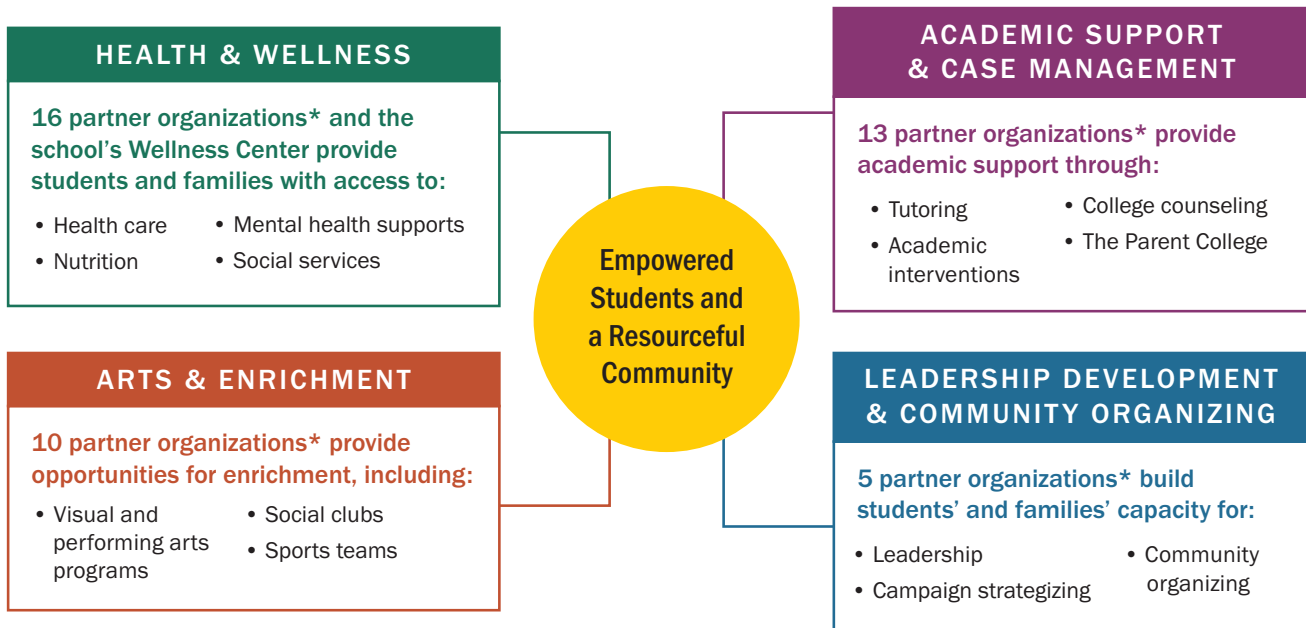 HEALTH & WELLNESS
16 partner organizations* and the
school's Wellness Center provide
students and families with access to:
• Health care
• Nutrition
• Mental health supports
• Social services
ACADEMIC SUPPORT
& CASE MANAGEMENT
13 partner organizations* provide
academic support through:
• Tutoring
• Academic
interventions
• College counseling
• The Parent College
Empowered
Students and
a Resourceful
Community
ARTS & ENRICHMENT
10 partner organizations* provide
opportunities for enrichment, including:
• Visual and
performing arts
programs
• Social clubs
• Sports teams
LEADERSHIP DEVELOPMENT
& COMMUNITY ORGANIZING
5 partner organizations* build
students' and families' capacity for:
• Leadership
• Campaign strategizing
• Community
organizing